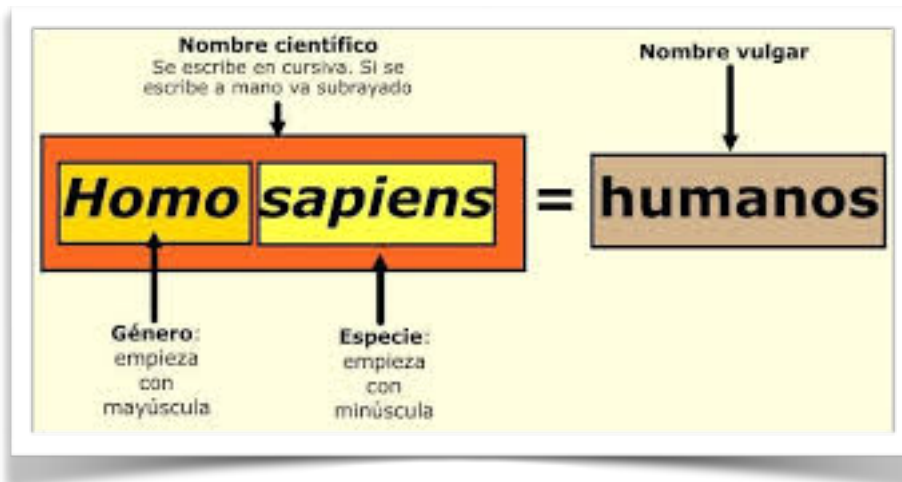 Nombre científico
Se escribe en cursiva. Si se
escribe a mano va subrayado
Nombre vulgar
Homo sapiens = humanos
Género:
empieza
con
mayúscula
Especie:
empieza
con
minúscula